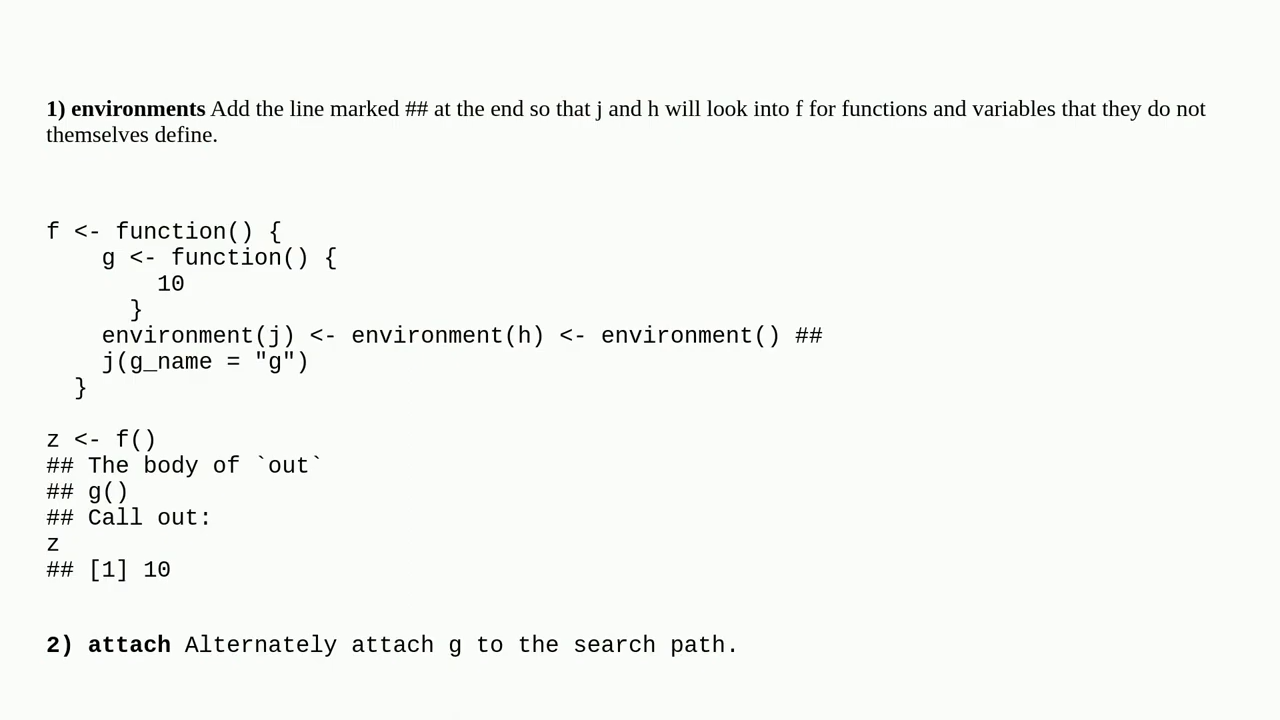 1) environments Add the line marked ## at the end so that j and h will look into f for functions and variables that they do not
themselves define.
f <- function() {
    g <- function() {
        10
      }
    environment(j) <- environment(h) <- environment() ##
    j(g_name = "g")
  }
z <- f()
## The body of `out`
## g()
## Call out:
z
## [1] 10
2) attach Alternately attach g to the search path.